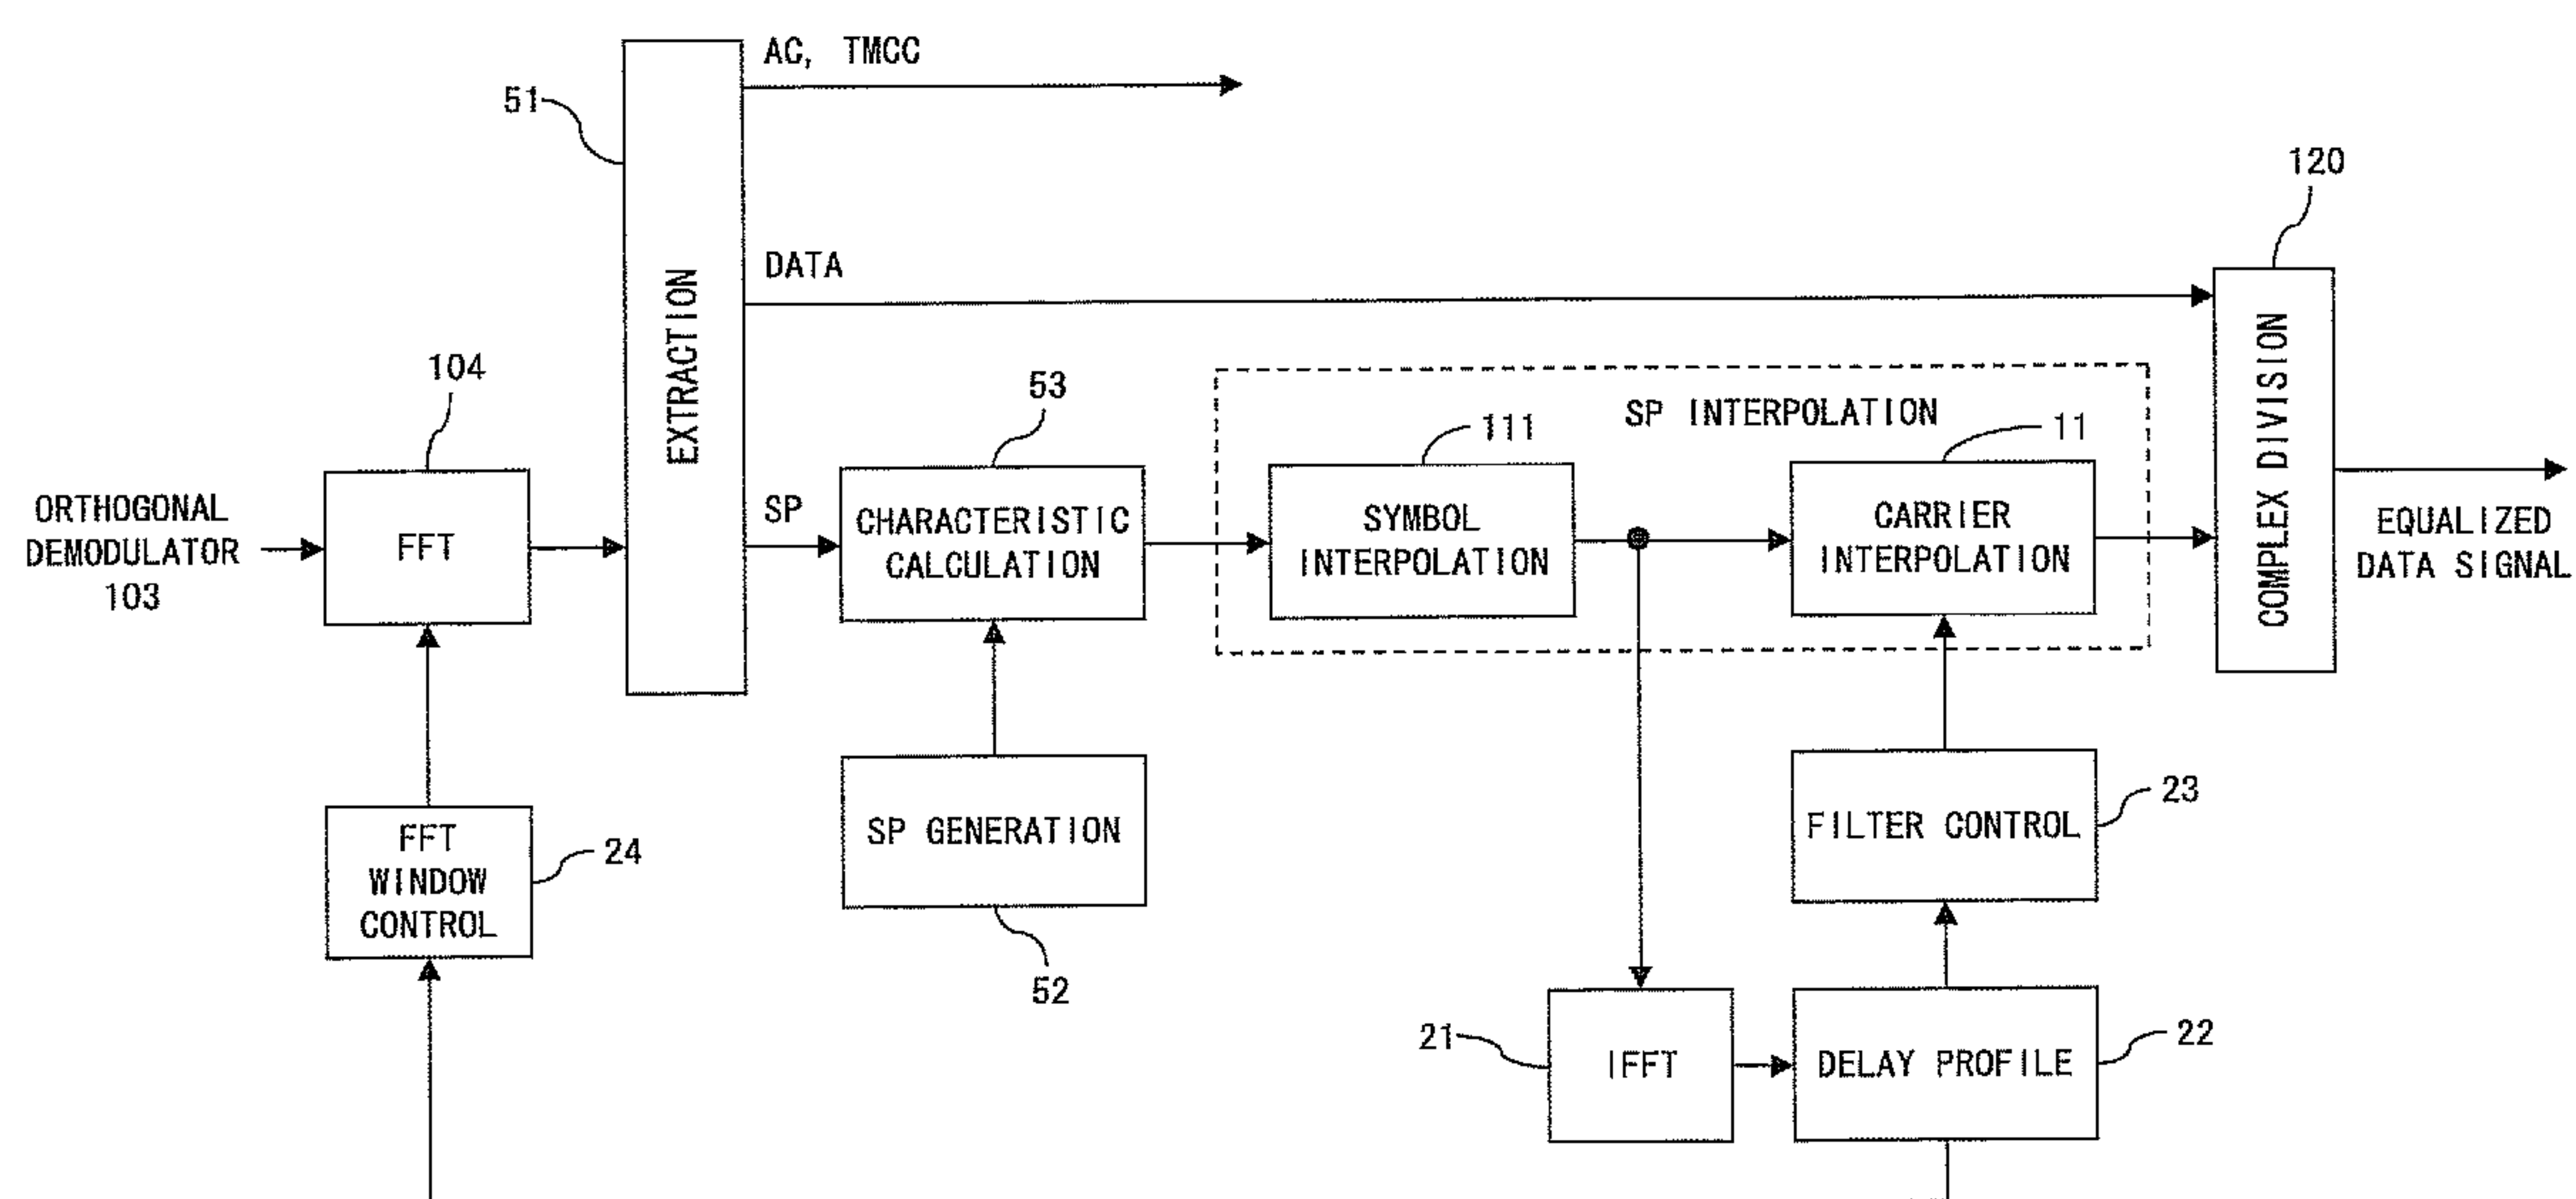 AC, TMCC
51
120
DATA
EXTRACTION
COMPLEX DIVISION
104
53
SP INTERPOLATION
111
11
ORTHOGONAL
DEMODULATOR
103
FFT
SP
CHARACTERISTIC
CALCULATION
SYMBOL
INTERPOLATION
CARRIER
INTERPOLATION
EQUALIZED
DATA SIGNAL
FFT
WINDOW
CONTROL
24
SP GENERATION
52
FILTER CONTROL
23
21
IFFT
DELAY PROFILE
22